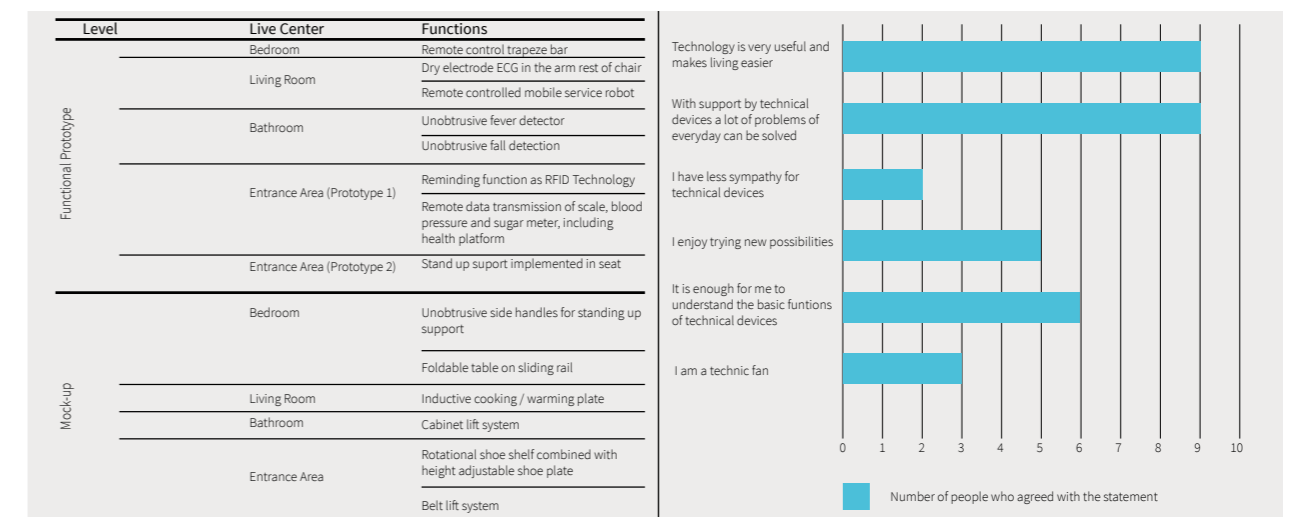 Level Live Center Functions
Functional Prototype
Bedroom Remote control trapeze bar
Living Room
Dry electrode ECG in the arm rest of chair
Remote controlled mobile service robot
Bathroom
Unobtrusive fever detector
Unobtrusive fall detection
Entrance Area (Prototype 1)
Reminding function as RFID Technology
Remote data transmission of scale, blood
pressure and sugar meter, including
health platform
Entrance Area (Prototype 2) Stand up suport implemented in seat
Mock-up
Bedroom Unobtrusive side handles for standing up
support
Foldable table on sliding rail
Living Room Inductive cooking / warming plate
Bathroom Cabinet lift system
Entrance Area
Rotational shoe shelf combined with
height adjustable shoe plate
Belt lift system
Technology is very useful and
makes living easier
With support by technical
devices a lot of problems of
everyday can be solved
I have less sympathy for
technical devices
I enjoy trying new possibilities
It is enough for me to
understand the basic funtions
of technical devices
I am a technic fan
0 1 2 3 4 5 6 7 8 9 10
Number of people who agreed with the statement